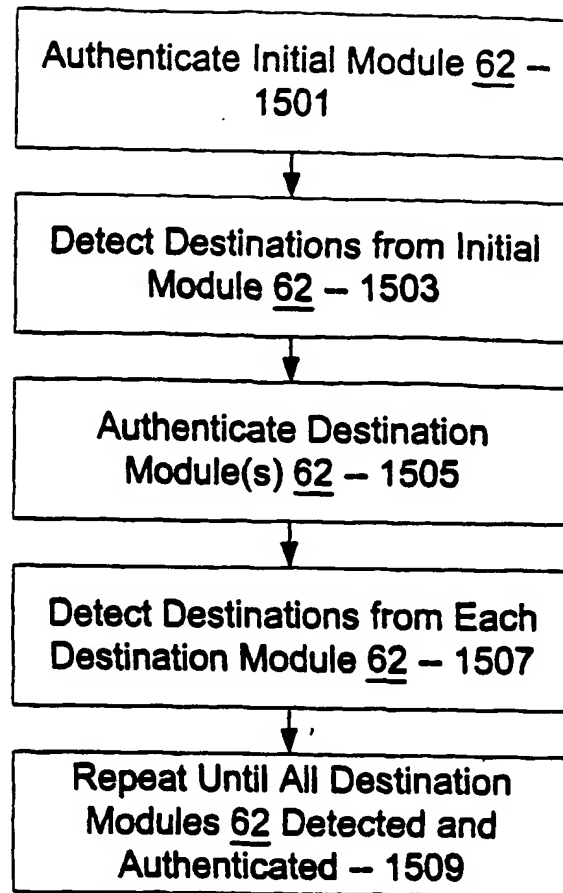 Authenticate Initial Module 62 –
1501
Detect Destinations from Initial
Module 62 – 1503
Authenticate Destination
Module(s) 62 – 1505
Detect Destinations from Each
Destination Module 62 – 1507
Repeat Until All Destination
Modules 62 Detected and
Authenticated – 1509